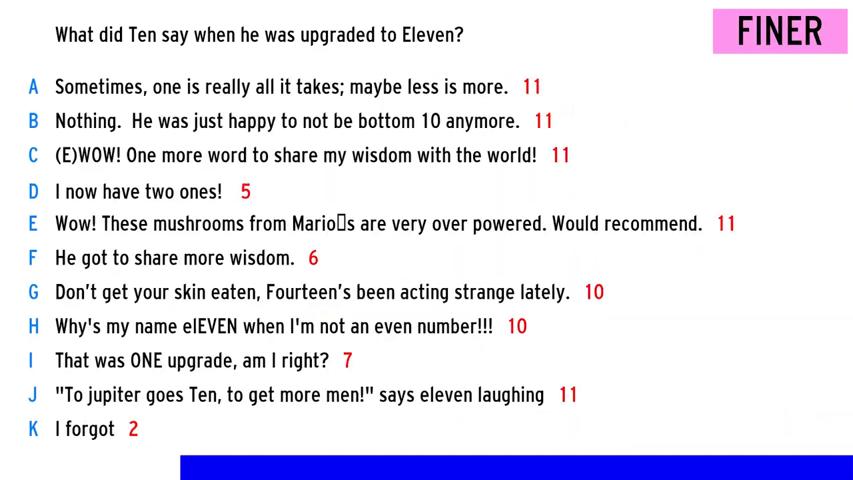 What did Ten say when he was upgraded to Eleven?
FINER
A Sometimes, one is really all it takes; maybe less is more. 11
B Nothing. He was just happy to not be bottom 10 anymore. 11
C (E)WOW! One more word to share my wisdom with the world! 11
D I now have two ones! 5
E Wow! These mushrooms from Mario▯s are very over powered. Would recommend. 11
F He got to share more wisdom. 6
G Don’t get your skin eaten, Fourteen’s been acting strange lately. 10
H Why's my name elEVEN when I'm not an even number!!! 10
I That was ONE upgrade, am I right? 7
J "To jupiter goes Ten, to get more men!" says eleven laughing 11
K I forgot 2